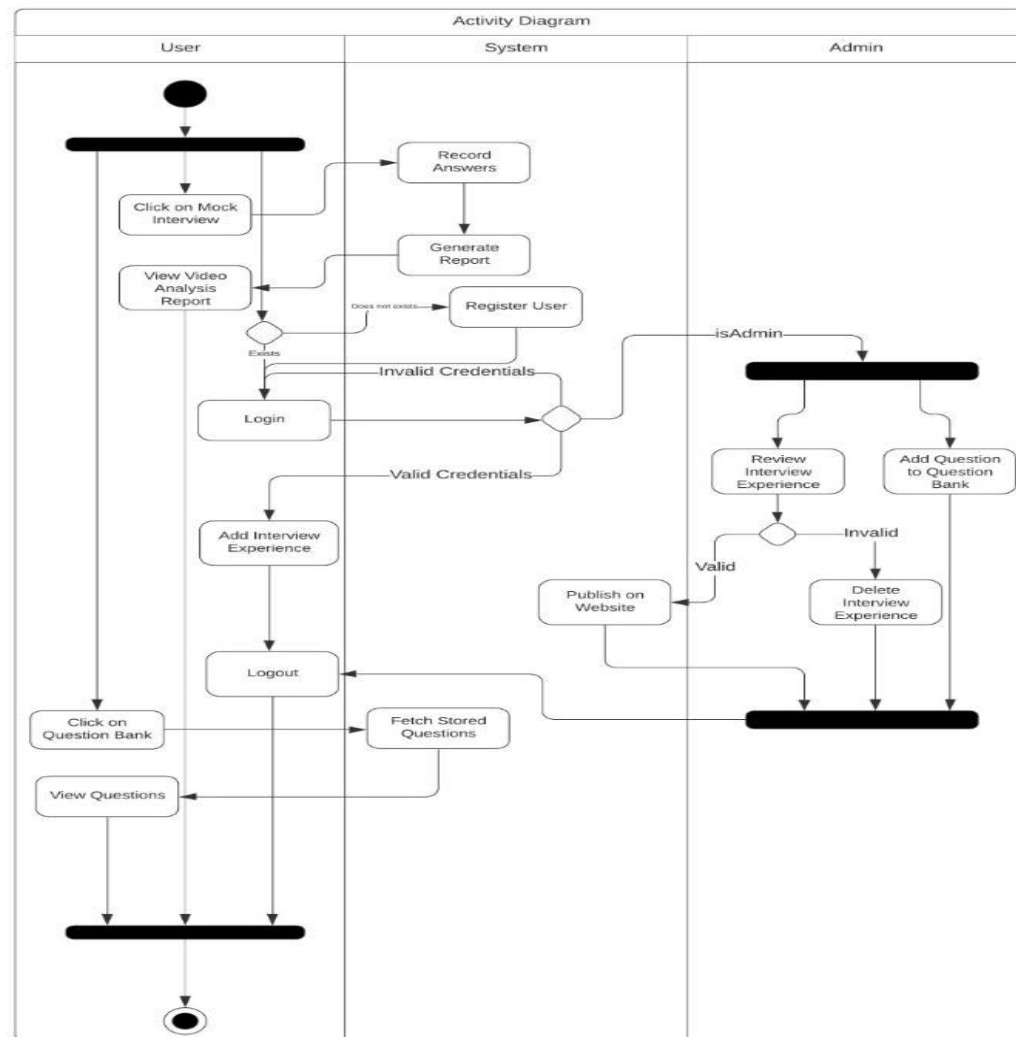 Activity Diagram
User
System
Admin
Record
Answers
Click on Mock
Interview
Generate
Report
View Video
Analysis
Report
Does not exists
Register User
Exists
isAdmin
Invalid Credentials
Login
Review
Interview
Experience
Add Question
to Question
Bank
Valid Credentials
Add Interview
Experience
Invalid
Valid
Publish on
Website
Delete
Interview
Experience
Logout
Click on
Question Bank
Fetch Stored
Questions
View Questions